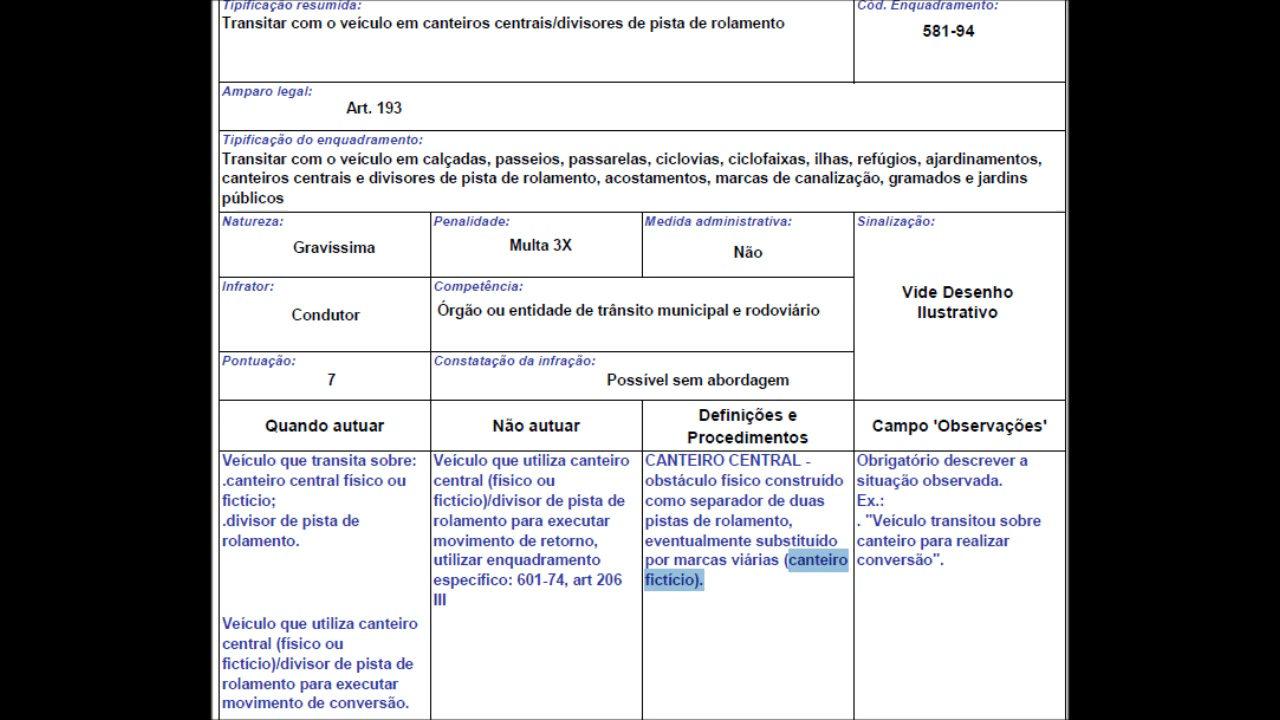 Tipificação resumida:
Transitar com o veículo em canteiros centrais/divisores de pista de rolamento
Cód. Enquadramento:
581-94
Amparo legal:
Art. 193
Tipificação do enquadramento:
Transitar com o veículo em calçadas, passeios, passarelas, ciclovias, ciclofaixas, ilhas, refúgios, ajardinamentos,
canteiros centrais e divisores de pista de rolamento, acostamentos, marcas de canalização, gramados e jardins
públicos
Natureza:
Gravíssima
Penalidade:
Multa 3X
Medida administrativa:
Não
Sinalização:
Vide Desenho
Ilustrativo
Infrator:
Condutor
Competência:
Órgão ou entidade de trânsito municipal e rodoviário
Pontuação:
7
Constatação da infração:
Possível sem abordagem
Quando autuar
Não autuar
Definições e
Procedimentos
Campo 'Observações'
Veículo que transita sobre:
.canteiro central físico ou
fictício;
.divisor de pista de
rolamento.
Veículo que utiliza canteiro
central (físico ou
fictício)/divisor de pista de
rolamento para executar
movimento de conversão.
Veículo que utiliza canteiro
central (físico ou
fictício)/divisor de pista de
rolamento para executar
movimento de retorno,
utilizar enquadramento
específico: 601-74, art 206
III
CANTEIRO CENTRAL -
obstáculo físico construído
como separador de duas
pistas de rolamento,
eventualmente substituído
por marcas viárias (canteiro
fictício).
Obrigatório descrever a
situação observada.
Ex.:
. "Veículo transitou sobre
canteiro para realizar
conversão".